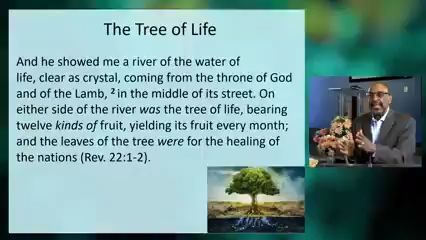 The Tree of Life
And he showed me a river of the water of
life, clear as crystal, coming from the throne of God
and of the Lamb, ² in the middle of its street. On
either side of the river was the tree of life, bearing
twelve kinds of fruit, yielding its fruit every month;
and the leaves of the tree were for the healing of
the nations (Rev. 22:1-2).